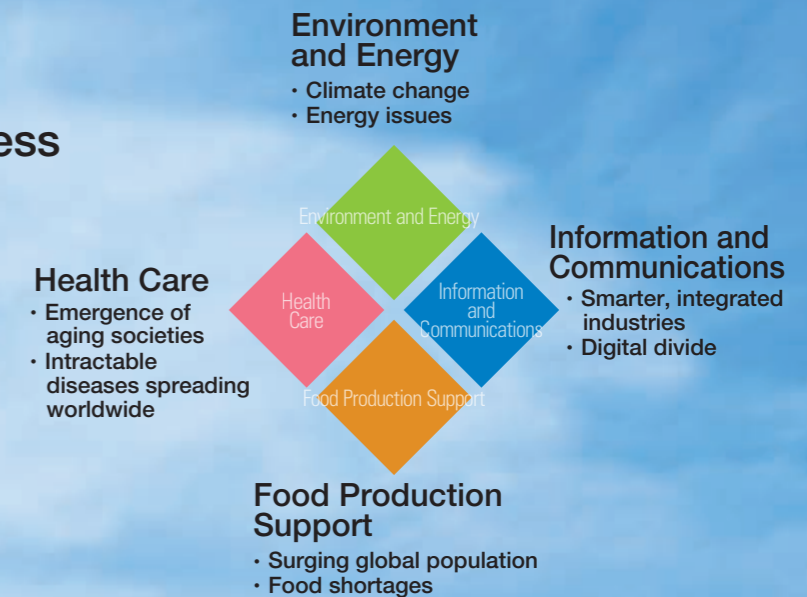 Environment
and Energy
· Climate change
· Energy issues
ess
Environment and Energy
Information and
Communications
· Smarter, integrated
industries
· Digital divide
Health Care
· Emergence of
aging societies
· Intractable
diseases spreading
worldwide
Health
Care
Information
and
Communications
Food Production Support
Food Production
Support
· Surging global population
· Food shortages